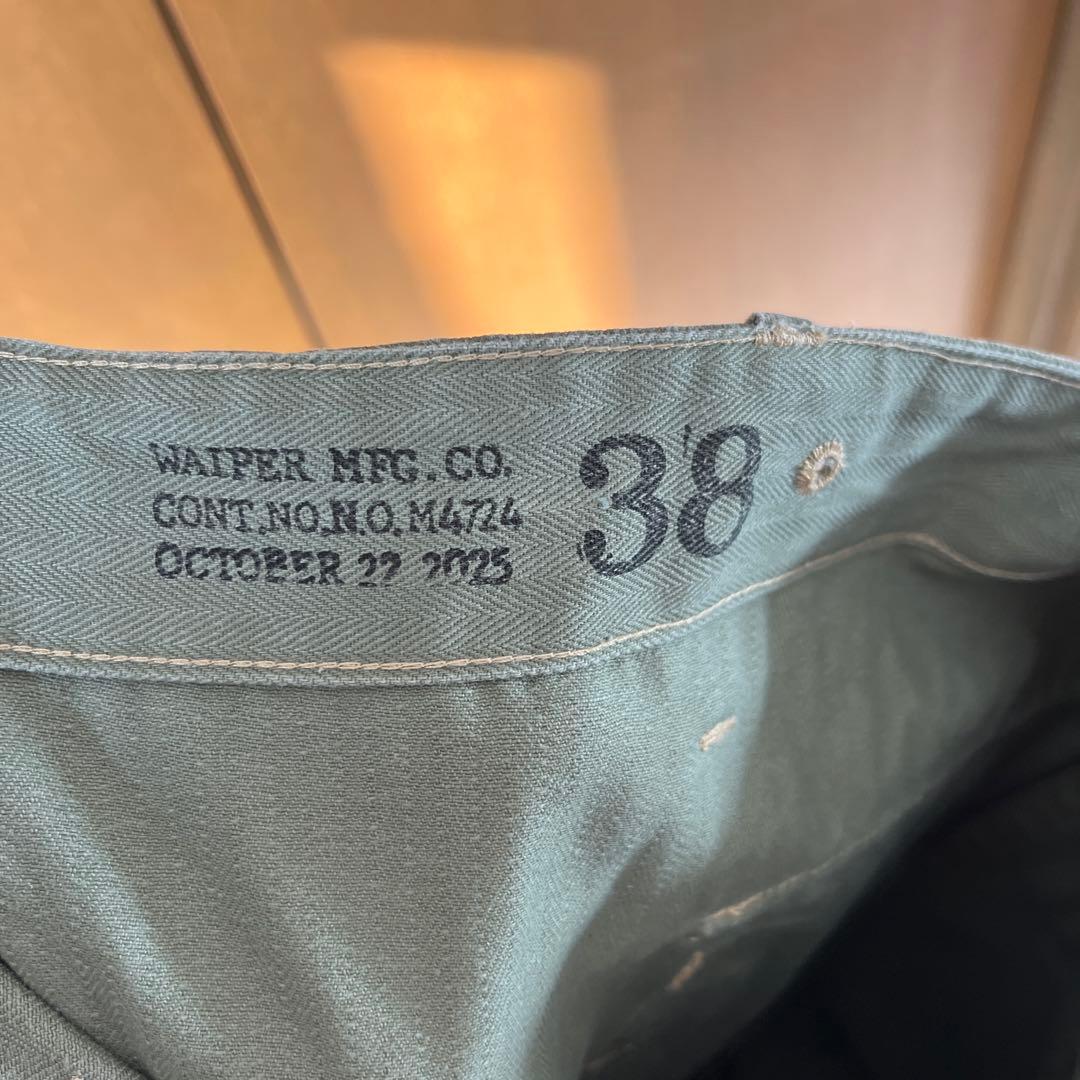 WAIPER MFG. CO.
CONT. NO. N.O. M4724
OCTOBER 22 2025
38